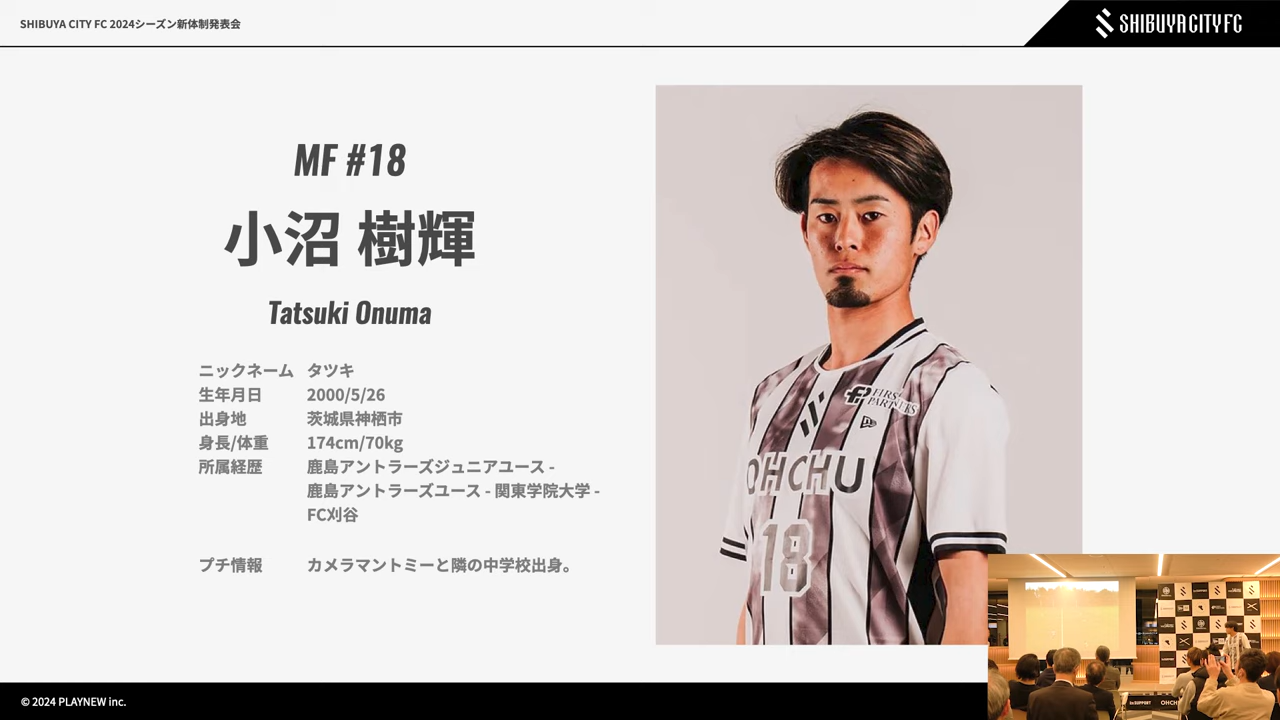 SHIBUYA CITY FC 2024シーズン新体制発表会
SHIBUYA CITY FC
MF #18
小沼 樹輝
Tatsuki Onuma
ニックネーム タツキ
生年月日 2000/5/26
出身地 茨城県神栖市
身長/体重 174cm/70kg
所属経歴 鹿島アントラーズジュニアユース -
鹿島アントラーズユース - 関東学院大学 -
FC刈谷
プチ情報 カメラマントミーと隣の中学校出身。
FIRST
PARTNERS
OHCHU
18
© 2024 PLAYNEW inc.